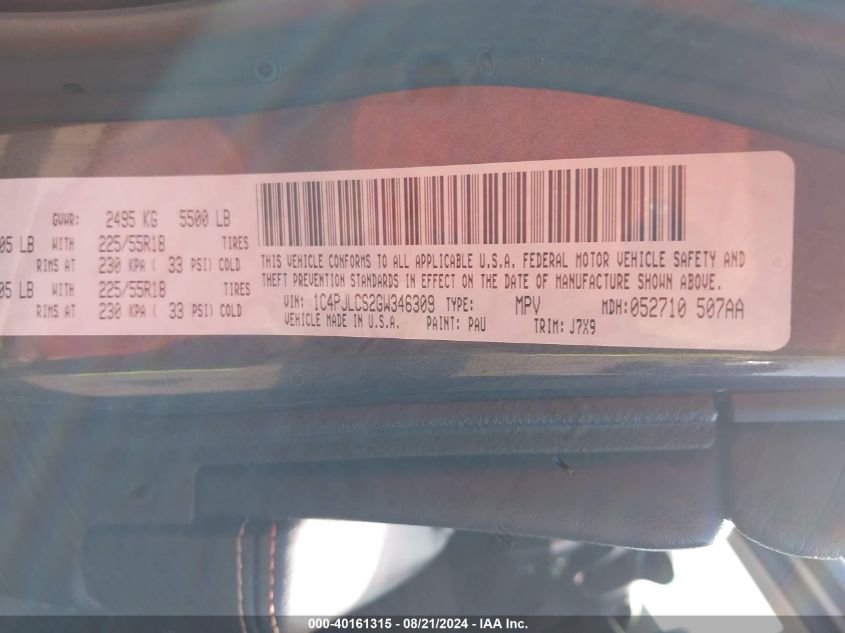 GVWR: 2495 KG 5500 LB
05 LB WITH 225/55R18 TIRES
RIMS AT 230 KPA ( 33 PSI) COLD
05 LB WITH 225/55R18 TIRES
RIMS AT 230 KPA ( 33 PSI) COLD
THIS VEHICLE CONFORMS TO ALL APPLICABLE U.S.A. FEDERAL MOTOR VEHICLE SAFETY AND
THEFT PREVENTION STANDARDS IN EFFECT ON THE DATE OF MANUFACTURE SHOWN ABOVE.
VIN: 1C4PJLCS2GW346309 TYPE: MPV MDH:052710 507AA
VEHICLE MADE IN U.S.A. PAINT: PAU TRIM: J7X9
000-40161315 - 08/21/2024 - IAA Inc.